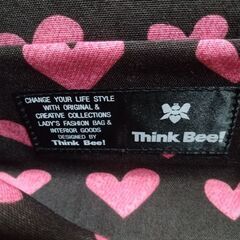 CHANGE YOUR LIFE STYLE
WITH ORIGINAL &
CREATIVE COLLECTIONS
LADY'S FASHION BAG &
INTERIOR GOODS
DESIGNED BY
Think Bee!
Think Bee!